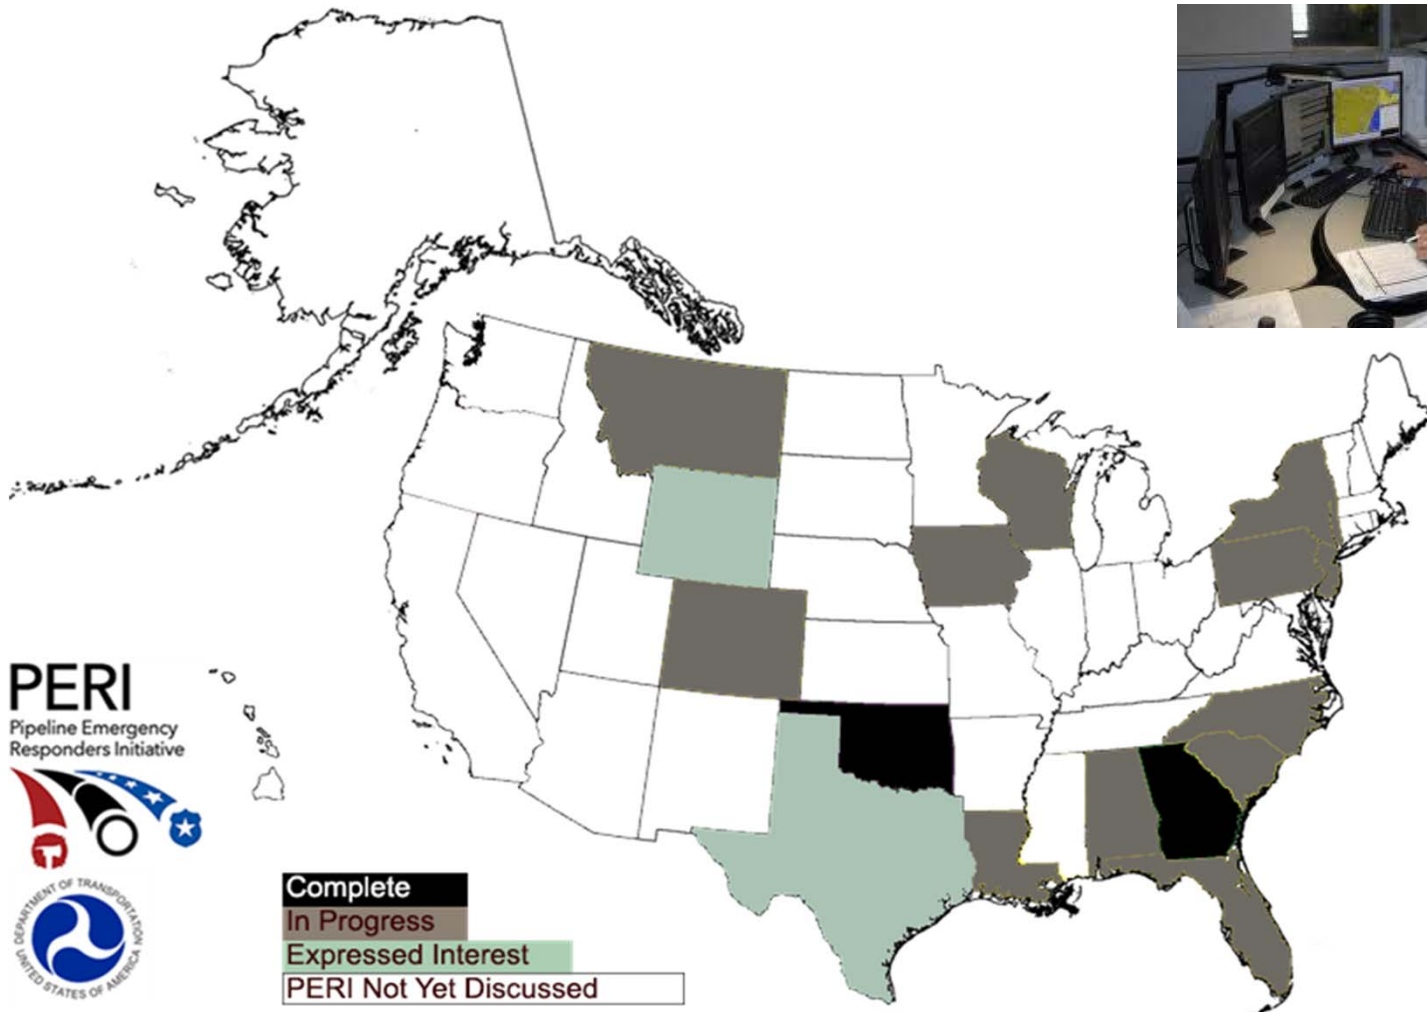 PERI
Pipeline Emergency
Responders Initiative
DEPARTMENT OF TRANSPORTATION
UNITED STATES OF AMERICA
Complete
In Progress
Expressed Interest
PERI Not Yet Discussed